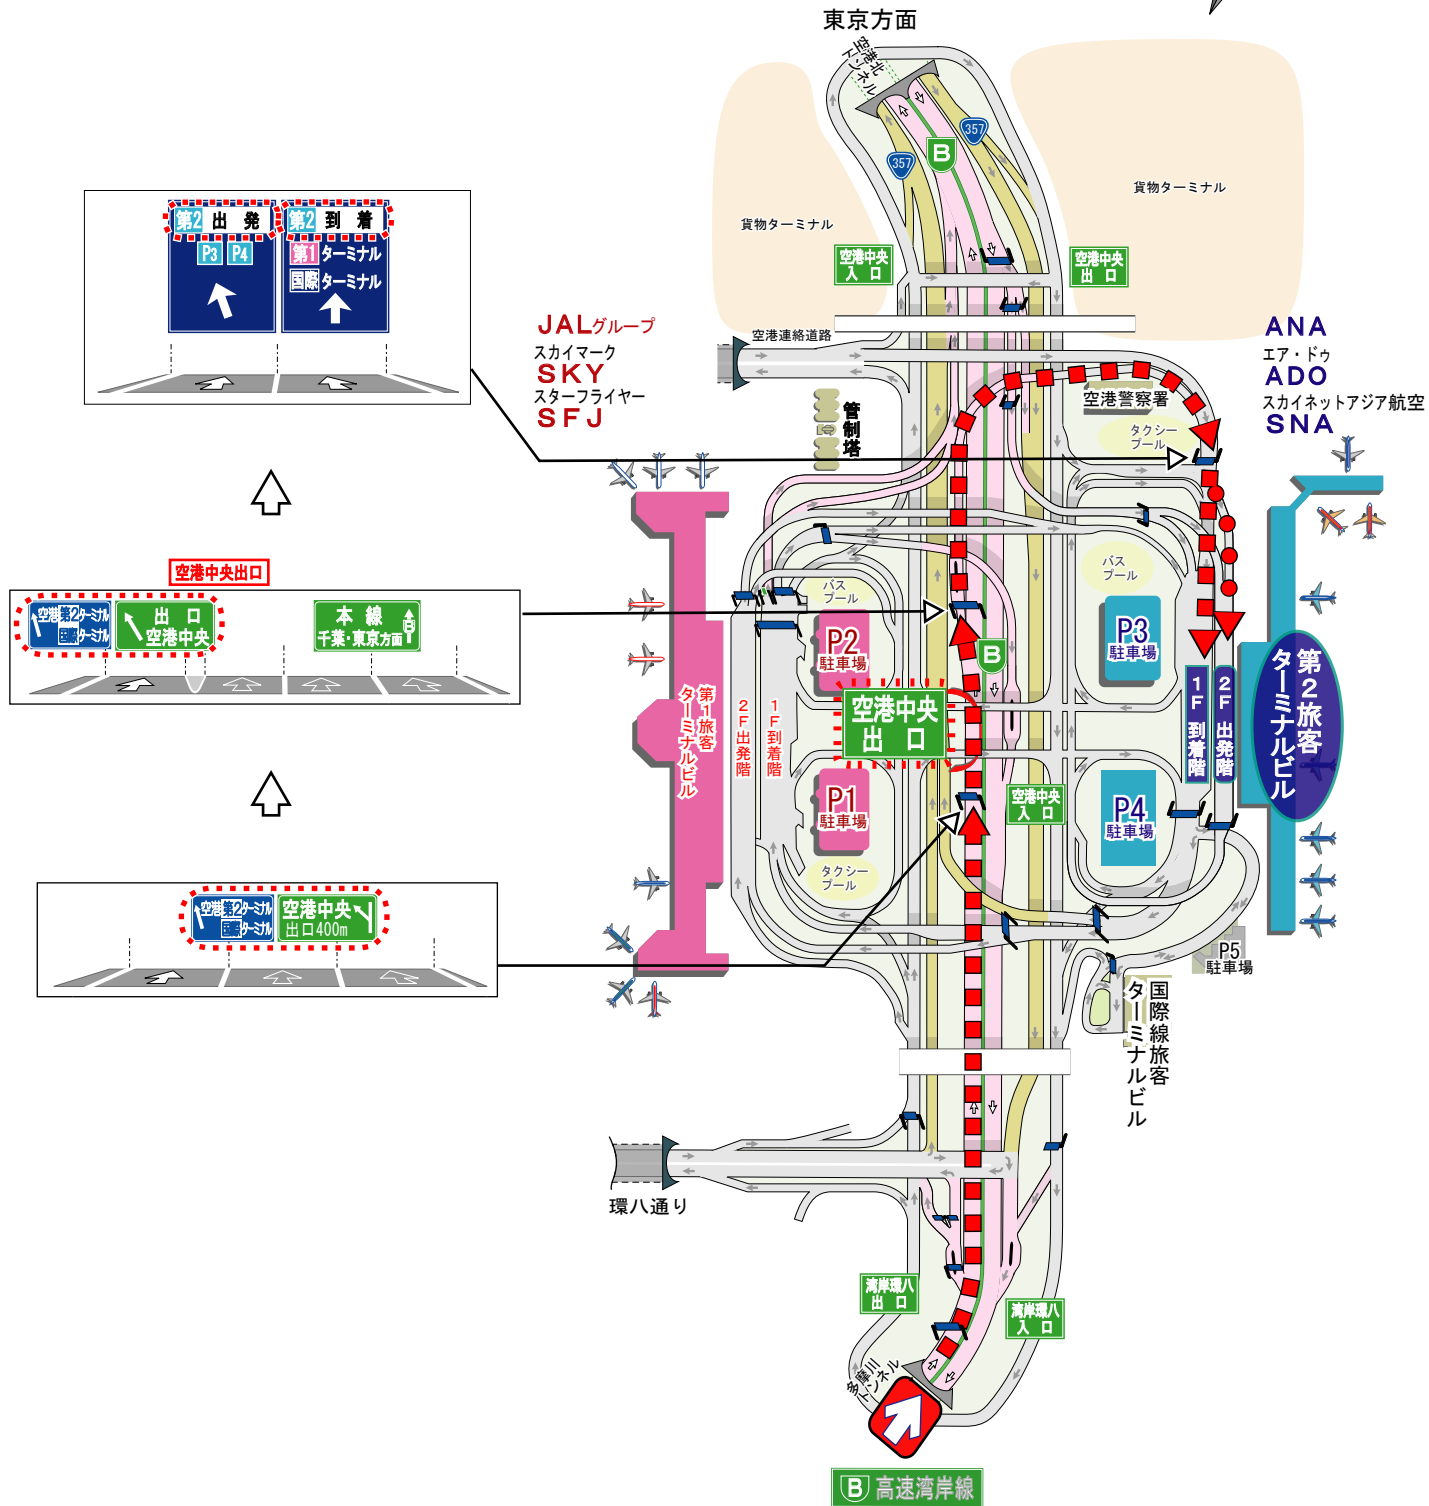 東京方面
空港北
トンネル
357
357
B
貨物ターミナル
貨物ターミナル
空港中央
入口
空港中央
出口
第2 出発
P3 P4
第2 到着
第1 ターミナル
国際 ターミナル
JALグループ
スカイマーク
SKY
スターフライヤー
SFJ
空港連絡道路
管制塔
空港警察署
タクシー
プール
ANA
エア・ドゥ
ADO
スカイネットアジア航空
SNA
空港中央出口
空港第2ターミナル
国際ターミナル
出口
空港中央
本線
千葉・東京方面
バス
プール
バス
プール
P2
駐車場
P3
駐車場
B
第1旅客
ターミナルビル
2F出発階
1F到着階
空港中央
出口
1F到着階
2F出発階
第2旅客
ターミナルビル
P1
駐車場
空港中央
入口
P4
駐車場
タクシー
プール
空港第2ターミナル
国際ターミナル
空港中央
出口400m
P5
駐車場
国際線旅客
ターミナルビル
環八通り
湾岸環八
出口
湾岸環八
入口
多摩川
トンネル
B 高速湾岸線